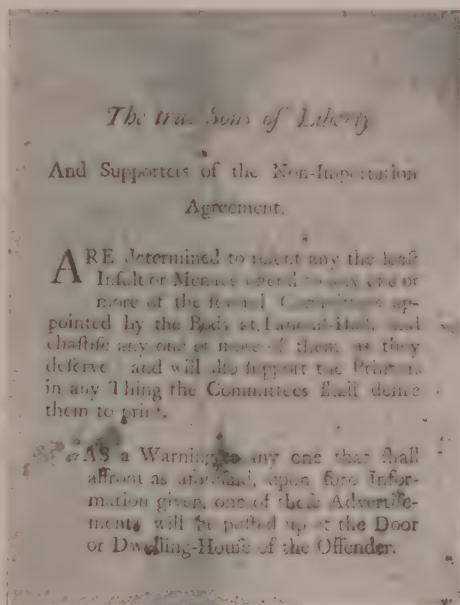 The true Sons of Liberty
And Supporters of the Non-Importation
Agreement,
ARE determined to resent any the leaſt
Inſult or Menace offer'd to any one or
more of the ſeveral Committees ap-
pointed by the Body at Faneuil-Hall, and
chaſtiſe any one or more of them as they
deſerve; and will alſo ſupport the Printers
in any Thing the Committees ſhall deſire
them to print.
AS a Warning to any one that ſhall
affront as aforeſaid, upon ſure Infor-
mation given, one of theſe Advertiſe-
ments will be poſted up at the Door
or Dwelling-Houſe of the Offender.